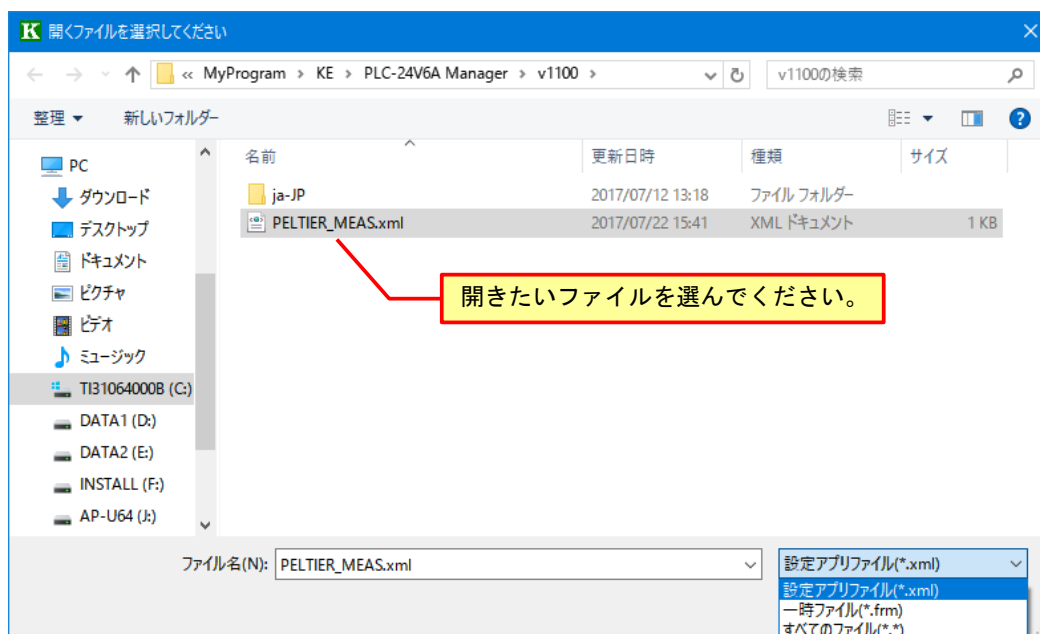 K 開くファイルを選択してください
« MyProgram › KE › PLC-24V6A Manager › v1100 ›
v1100の検索
整理 新しいフォルダー
?
名前 更新日時 種類 サイズ
PC
ダウンロード
デスクトップ
ドキュメント
ピクチャ
ビデオ
ミュージック
TI31064000B (C:)
DATA1 (D:)
DATA2 (E:)
INSTALL (F:)
AP-U64 (J:)
ja-JP 2017/07/12 13:18 ファイル フォルダー
PELTIER_MEAS.xml 2017/07/22 15:41 XML ドキュメント 1 KB
開きたいファイルを選んでください。
ファイル名(N): PELTIER_MEAS.xml
設定アプリファイル(*.xml)
設定アプリファイル(*.xml)
一時ファイル(*.frm)
すべてのファイル(*.*)